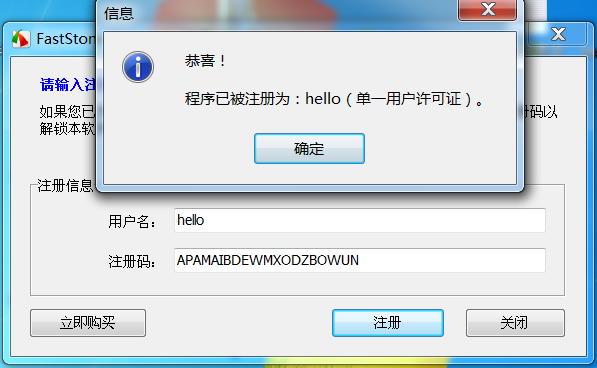 信息
恭喜！
程序已被注册为：hello（单一用户许可证）。
确定
FastSton
请输入注
如果您已
册码以
解锁本软
注册信息
用户名：
hello
注册码：
APAMAIBDEWMXODZBOWUN
立即购买
注册
关闭